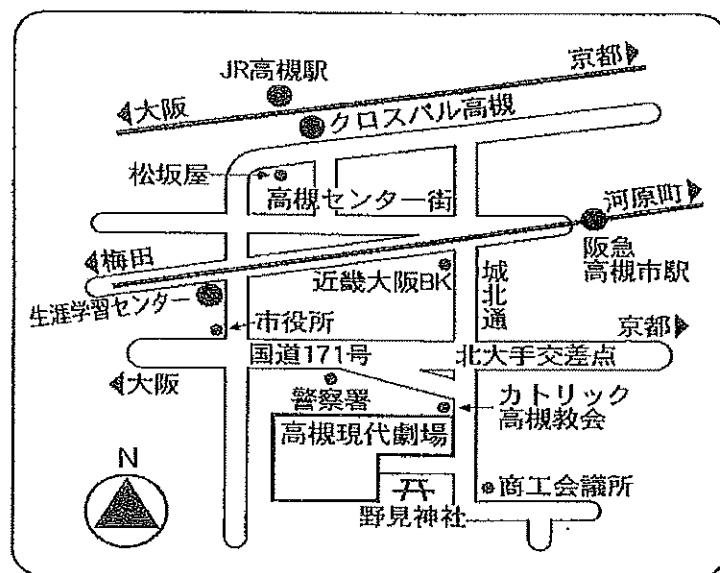 JR高槻駅
京都
大阪
クロスパル高槻
松坂屋
高槻センター街
河原町
梅田
阪急
高槻市駅
近畿大阪BK
城北通
生涯学習センター
市役所
京都
国道171号
北大手交差点
大阪
警察署
カトリック
高槻教会
高槻現代劇場
N
商工会議所
野見神社